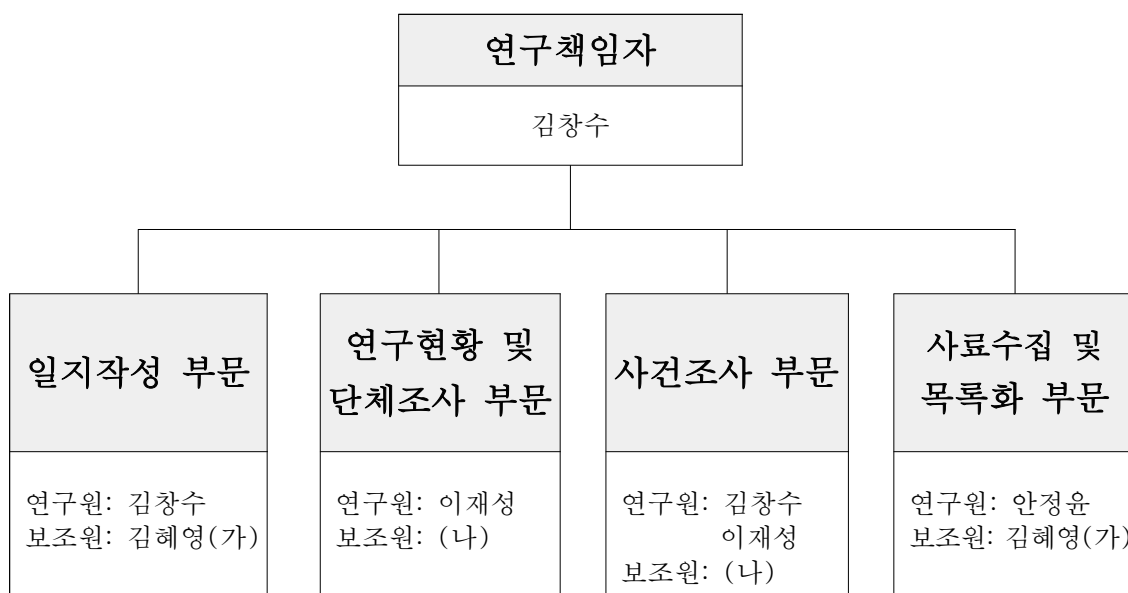 연구책임자
김창수
일지작성 부문
연구원: 김창수
보조원: 김혜영(가)
연구현황 및
단체조사 부문
연구원: 이재성
보조원: (나)
사건조사 부문
연구원: 김창수
이재성
보조원: (나)
사료수집 및
목록화 부문
연구원: 안정윤
보조원: 김혜영(가)